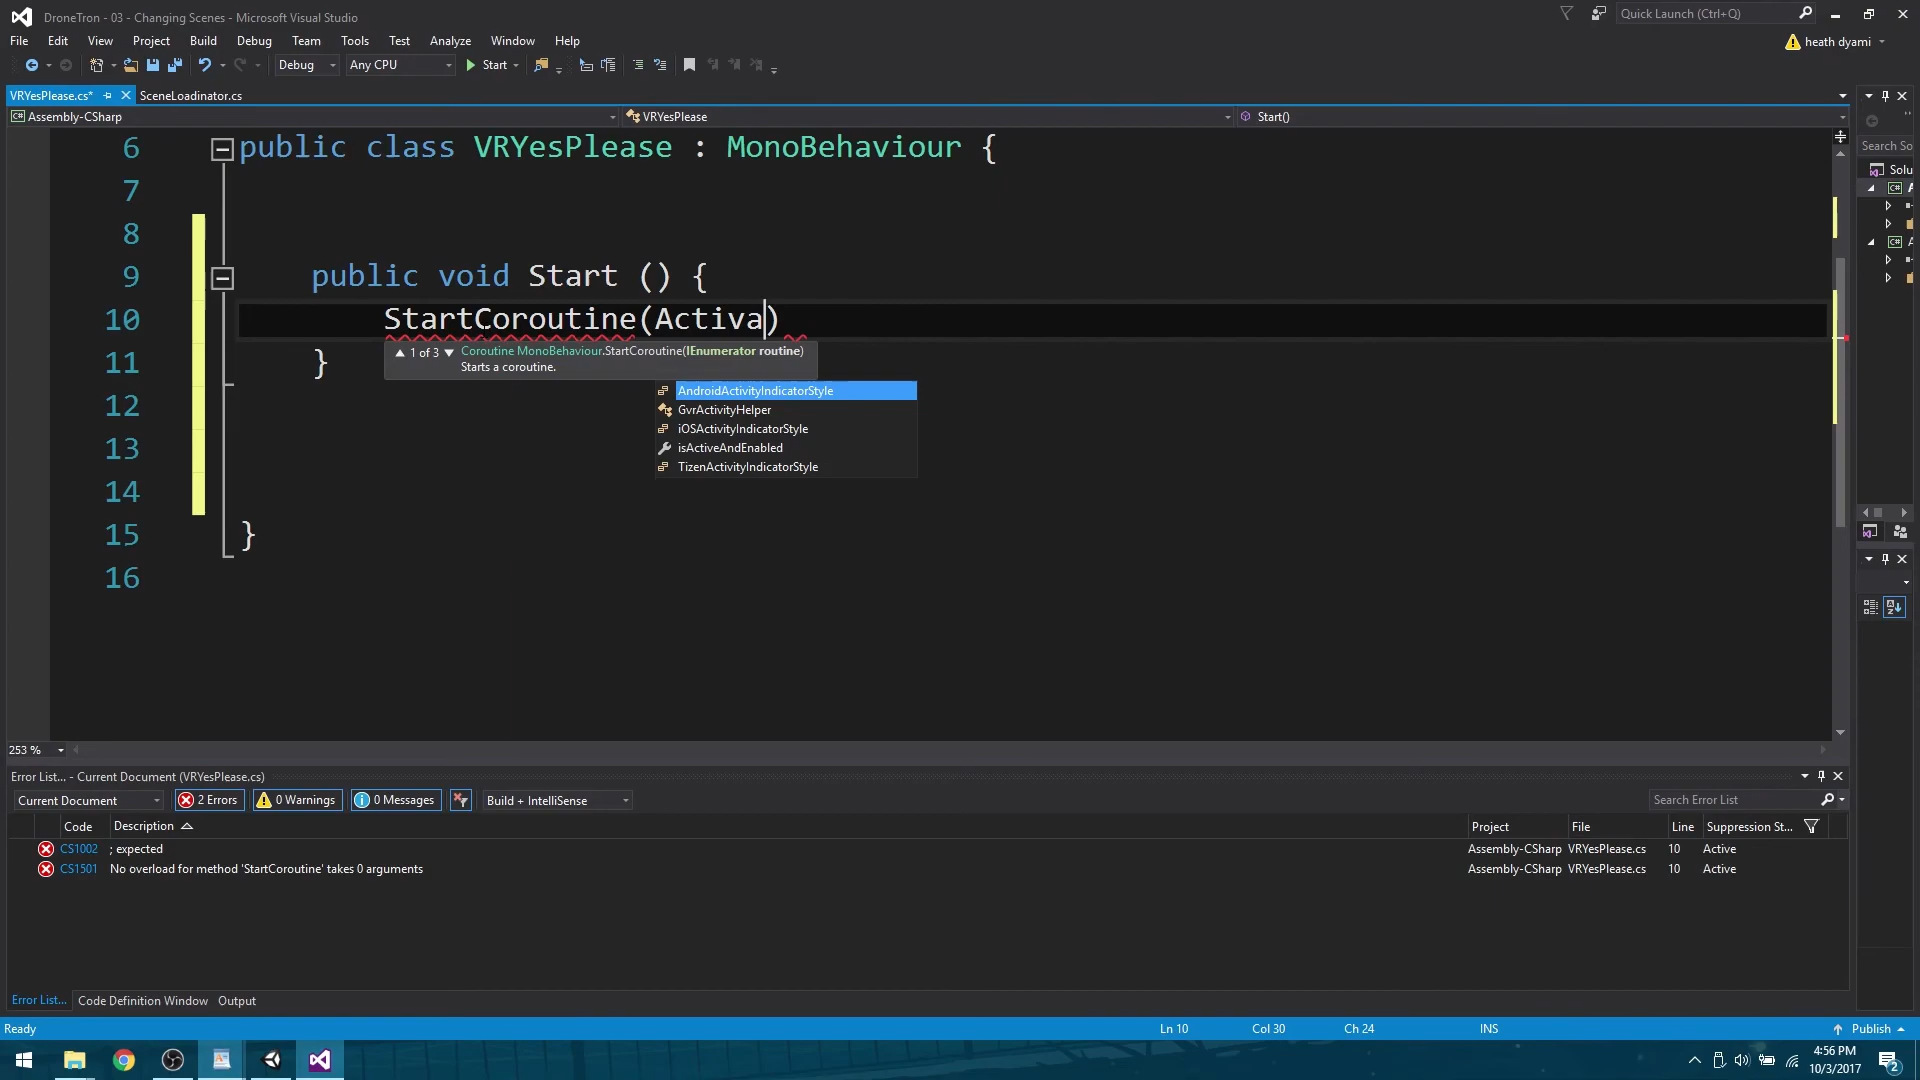 DroneTron - 03 - Changing Scenes - Microsoft Visual Studio
Quick Launch (Ctrl+Q)
File Edit View Project Build Debug Team Tools Test Analyze Window Help
heath dyami
Debug Any CPU Start
VRYesPlease.cs* SceneLoadinator.cs
Assembly-CSharp VRYesPlease Start()
Search So
Solu
6 public class VRYesPlease : MonoBehaviour {
7
8
9 public void Start () {
10 StartCoroutine(Activa)
1 of 3 Coroutine MonoBehaviour.StartCoroutine(IEnumerator routine)
Starts a coroutine.
11 }
AndroidActivityIndicatorStyle
GvrActivityHelper
iOSActivityIndicatorStyle
isActiveAndEnabled
TizenActivityIndicatorStyle
12
13
14
15 }
16
253 %
Error List... - Current Document (VRYesPlease.cs)
Current Document 2 Errors 0 Warnings 0 Messages Build + IntelliSense Search Error List
Code Description Project File Line Suppression St...
CS1002 ; expected Assembly-CSharp VRYesPlease.cs 10 Active
CS1501 No overload for method 'StartCoroutine' takes 0 arguments Assembly-CSharp VRYesPlease.cs 10 Active
Error List... Code Definition Window Output
Ready Ln 10 Col 30 Ch 24 INS Publish
4:56 PM
10/3/2017
2